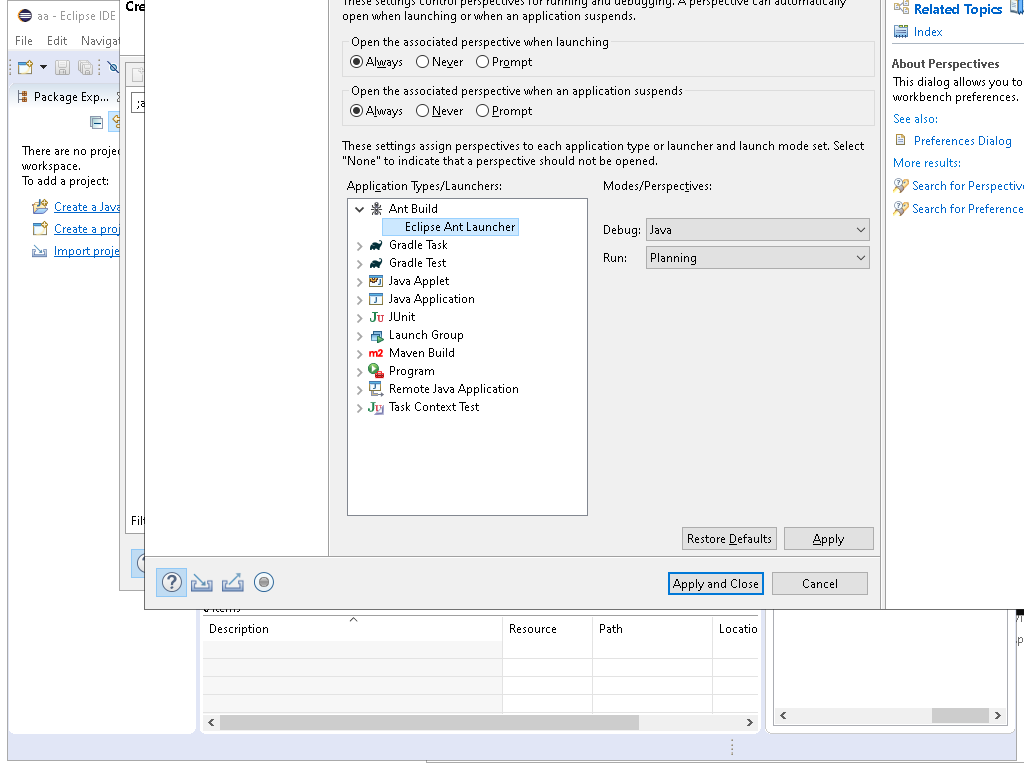 aa - Eclipse IDE
File Edit Navigat
Package Exp...
There are no proje
workspace.
To add a project:
Create a Java
Create a proj
Import proje
Cre
;a
Filt
These settings control perspectives for running and debugging. A perspective can automatically
open when launching or when an application suspends.
Open the associated perspective when launching
Always Never Prompt
Open the associated perspective when an application suspends
Always Never Prompt
These settings assign perspectives to each application type or launcher and launch mode set. Select
"None" to indicate that a perspective should not be opened.
Application Types/Launchers: Modes/Perspectives:
Ant Build
Eclipse Ant Launcher
Gradle Task
Gradle Test
Java Applet
Java Application
JUnit
Launch Group
Maven Build
Program
Remote Java Application
Task Context Test
Debug: Java
Run: Planning
Restore Defaults Apply
Apply and Close Cancel
Related Topics
Index
About Perspectives
This dialog allows you to
workbench preferences.
See also:
Preferences Dialog
More results:
Search for Perspective
Search for Preference
items
Description Resource Path Locatio